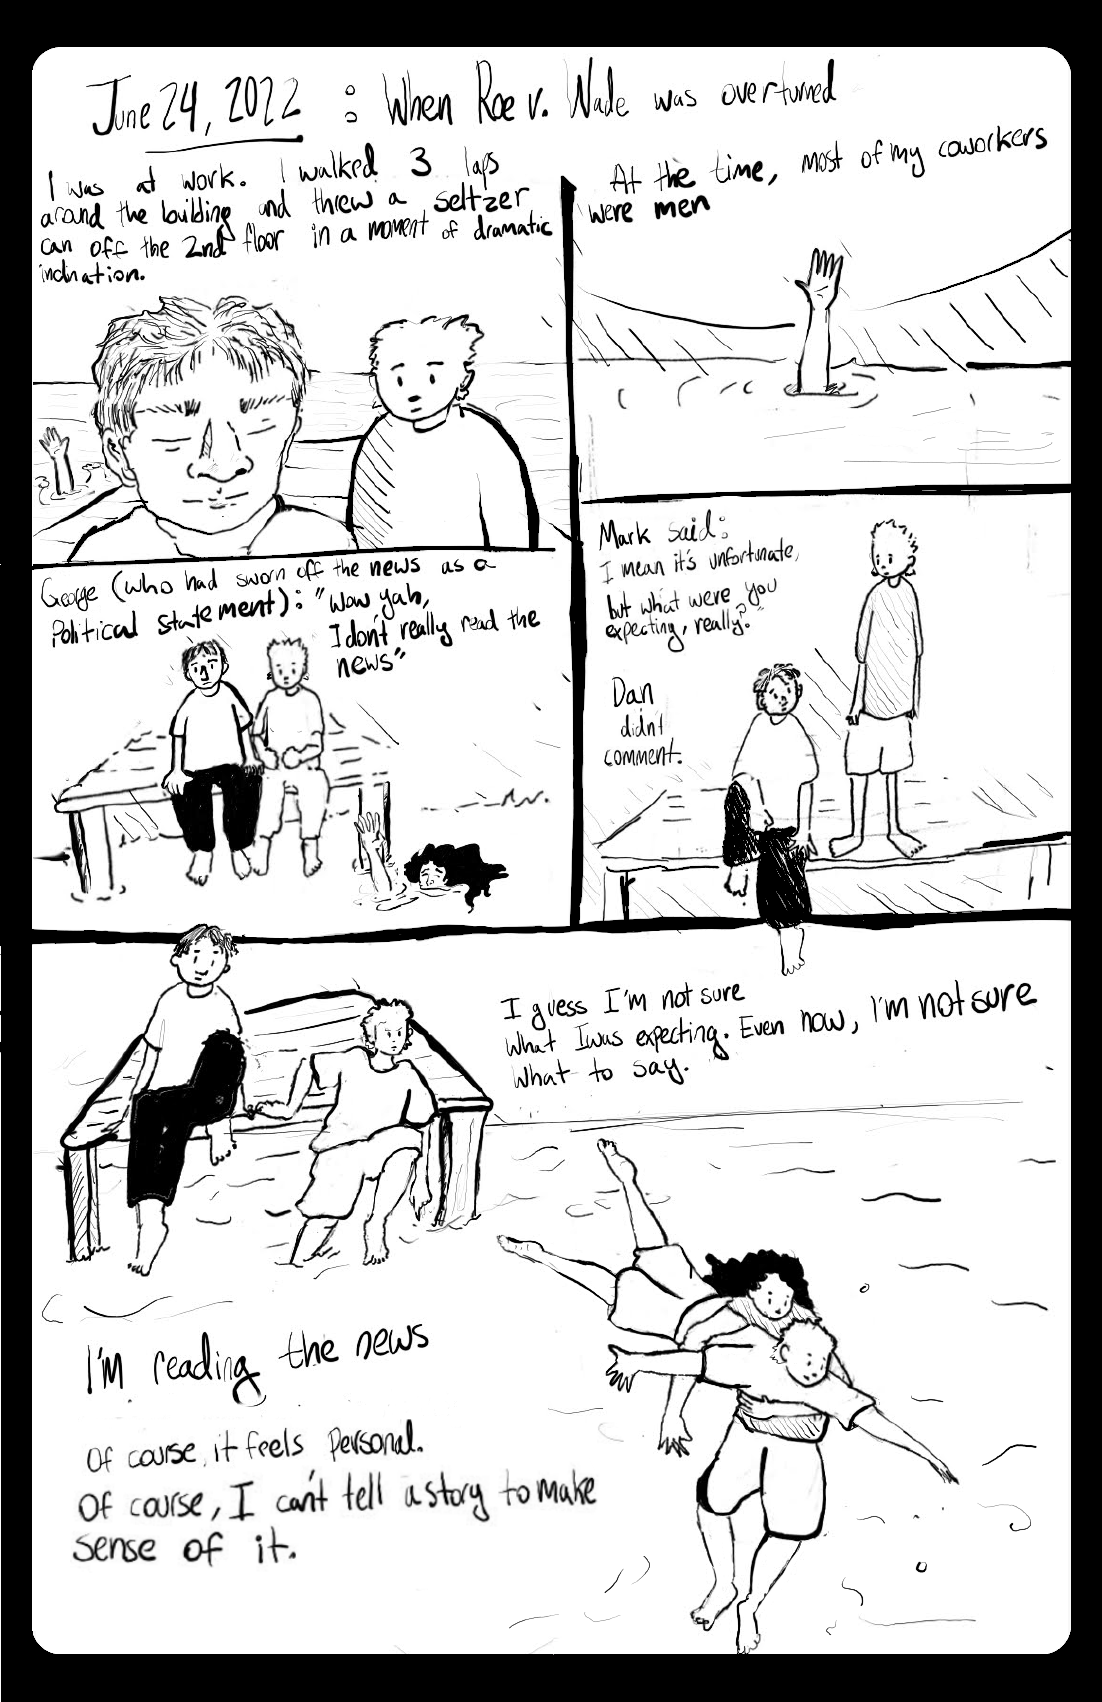 June 24, 2022 : When Roe v. Wade was overturned
I was at work. I walked 3 laps
around the building and threw a seltzer
can off the 2nd floor in a moment of dramatic
inclination.
At the time, most of my coworkers
were men
George (who had sworn off the news as a
political statement): "Wow yah,
I don't really read the
news"
Mark said:
I mean it's unfortunate,
but what were you
expecting, really?"
Dan
didn't
comment.
I guess I'm not sure
what I was expecting. Even now, I'm not sure
what to say.
I'm reading the news
Of course, it feels personal.
Of course, I can't tell a story to make
sense of it.